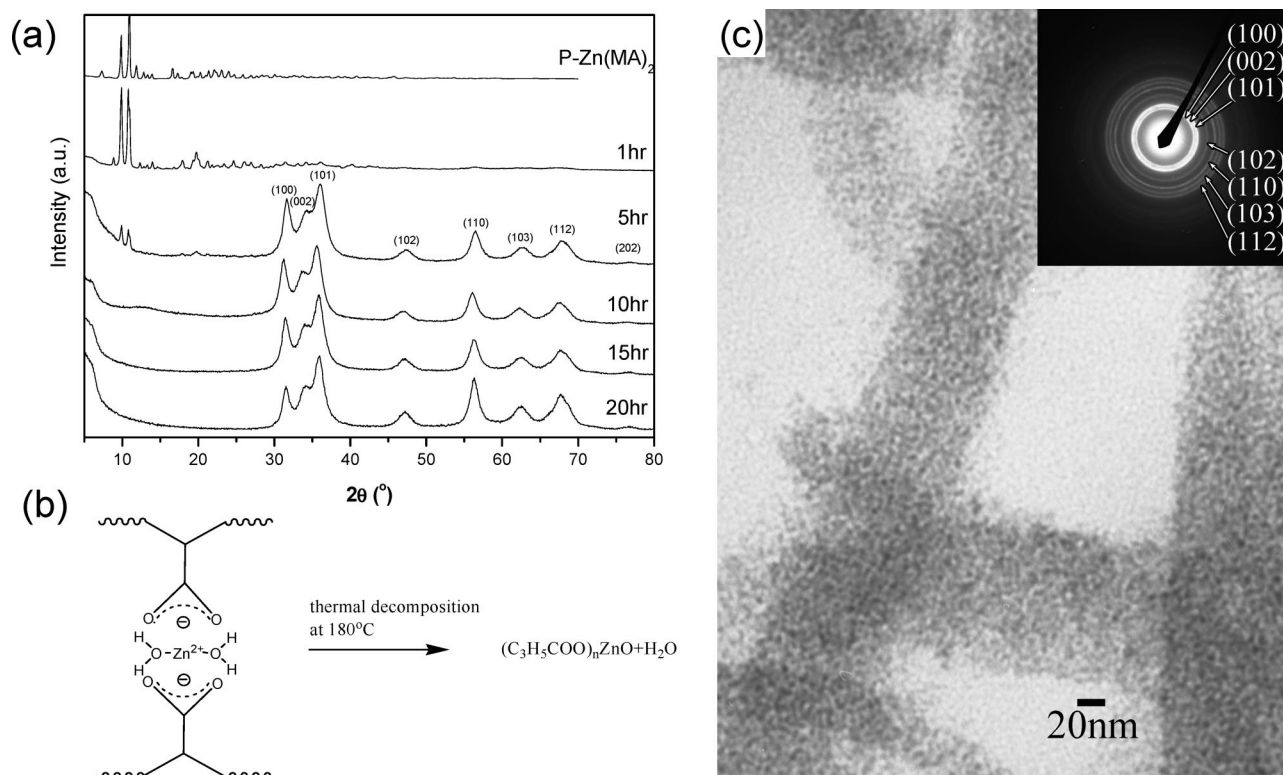 (a)
P-Zn(MA)₂
1hr
5hr
10hr
15hr
20hr
(100)
(002)
(101)
(102)
(110)
(103)
(112)
(202)
Intensity (a.u.)
10 20 30 40 50 60 70 80
2θ (°)
(b)
O O
⊖
H H
O–Zn²⁺–O
H H
⊖
O O
thermal decomposition
at 180°C
(C₃H₅COO)ₙZnO+H₂O
(c)
(100)
(002)
(101)
(102)
(110)
(103)
(112)
20nm